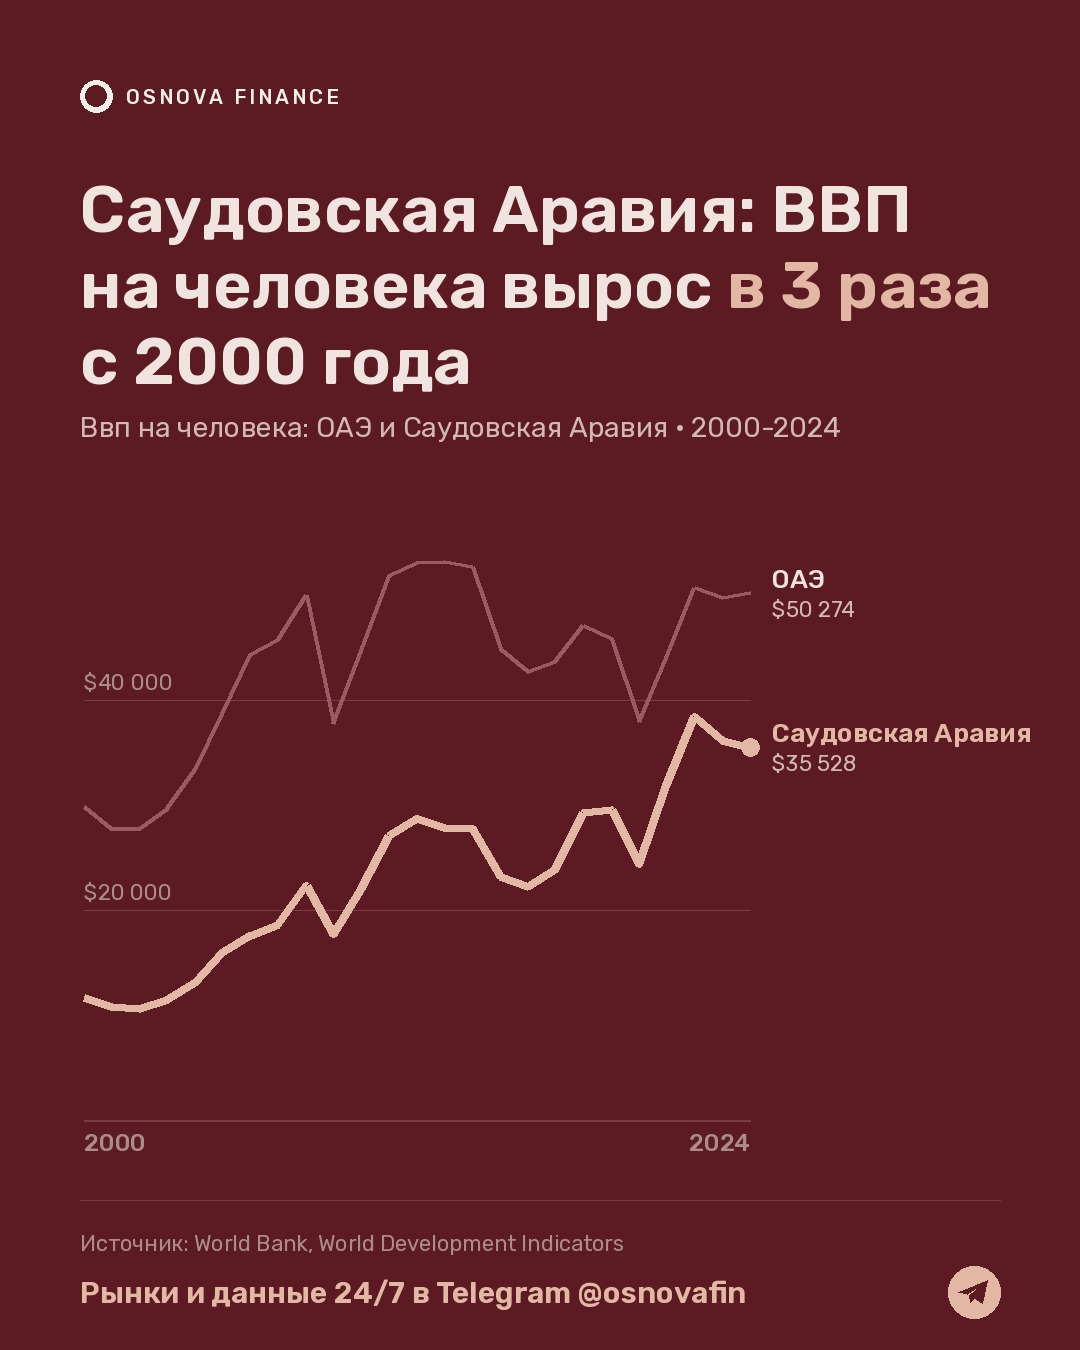 OSNOVA FINANCE
Саудовская Аравия: ВВП
на человека вырос в 3 раза
с 2000 года
Ввп на человека: ОАЭ и Саудовская Аравия • 2000–2024
ОАЭ
$50 274
$40 000
Саудовская Аравия
$35 528
$20 000
2000
2024
Источник: World Bank, World Development Indicators
Рынки и данные 24/7 в Telegram @osnovafin